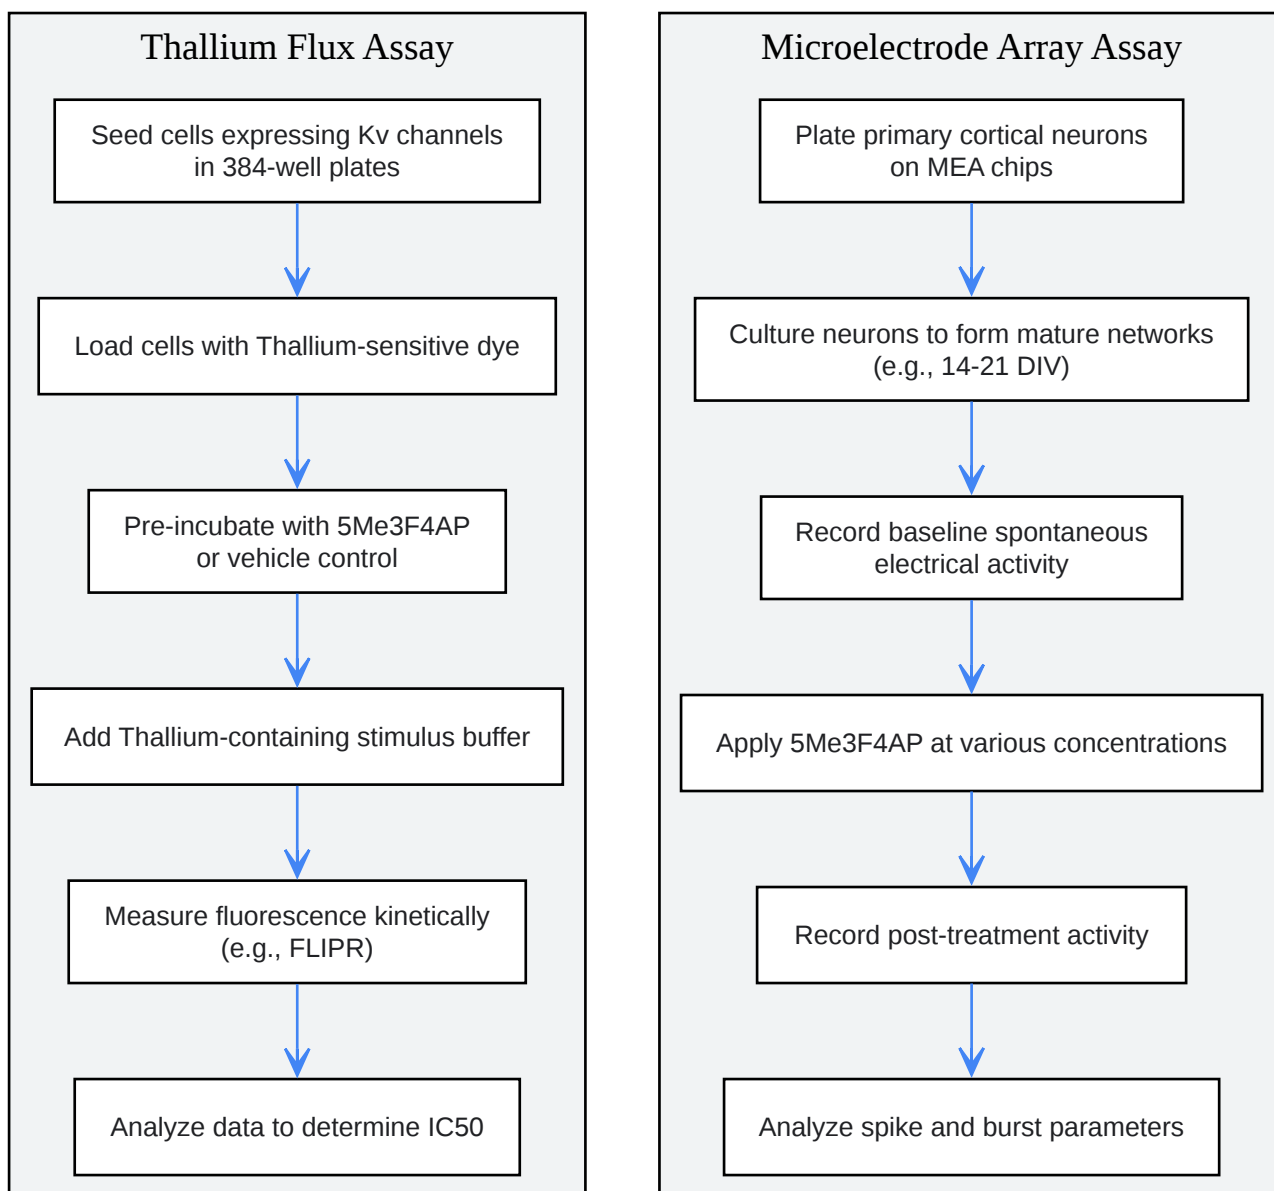 Thallium Flux Assay
Seed cells expressing Kv channels
in 384-well plates
Load cells with Thallium-sensitive dye
Pre-incubate with 5Me3F4AP
or vehicle control
Add Thallium-containing stimulus buffer
Measure fluorescence kinetically
(e.g., FLIPR)
Analyze data to determine IC50
Microelectrode Array Assay
Plate primary cortical neurons
on MEA chips
Culture neurons to form mature networks
(e.g., 14-21 DIV)
Record baseline spontaneous
electrical activity
Apply 5Me3F4AP at various concentrations
Record post-treatment activity
Analyze spike and burst parameters